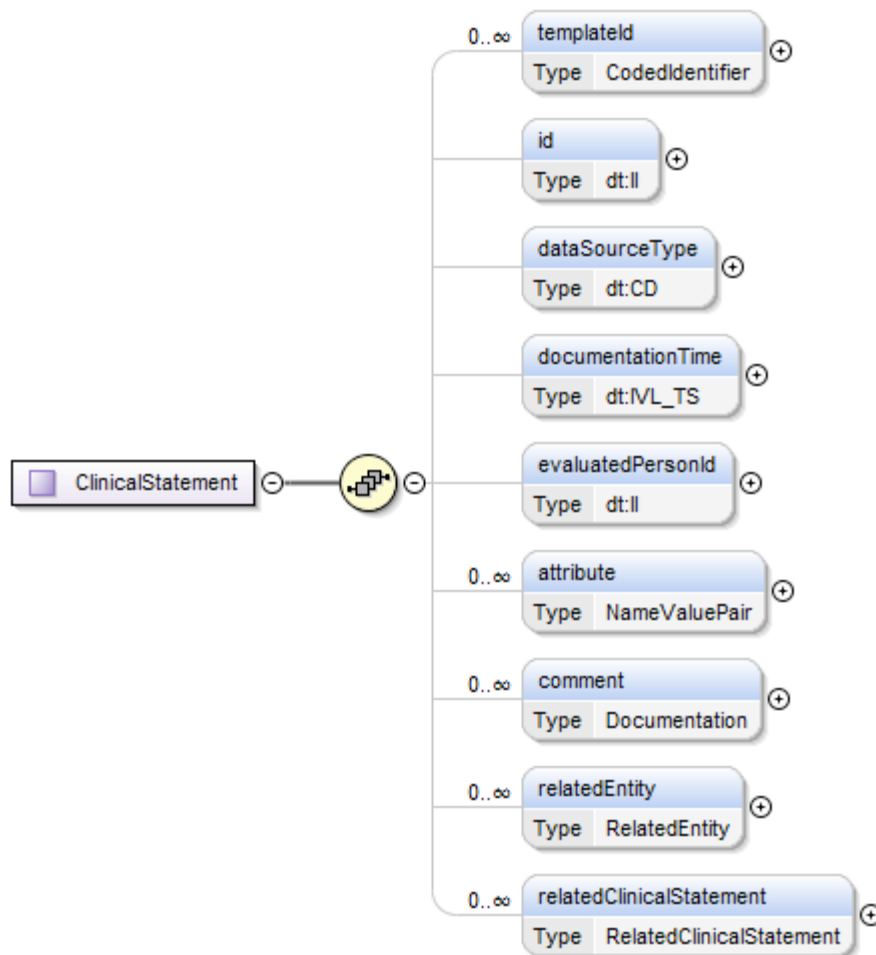 0..∞ templateId
Type CodedIdentifier
id
Type dt:II
dataSourceType
Type dt:CD
documentationTime
Type dt:IVL_TS
ClinicalStatement
evaluatedPersonId
Type dt:II
0..∞ attribute
Type NameValuePair
0..∞ comment
Type Documentation
0..∞ relatedEntity
Type RelatedEntity
0..∞ relatedClinicalStatement
Type RelatedClinicalStatement